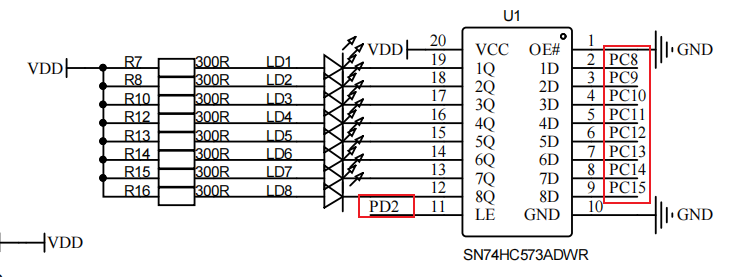 U1
VDD 20 VCC OE# 1 GND
VDD R7 300R LD1 19 1Q 1D 2 PC8
R8 300R LD2 18 2Q 2D 3 PC9
R10 300R LD3 17 3Q 3D 4 PC10
R12 300R LD4 16 4Q 4D 5 PC11
R13 300R LD5 15 5Q 5D 6 PC12
R14 300R LD6 14 6Q 6D 7 PC13
R15 300R LD7 13 7Q 7D 8 PC14
R16 300R LD8 12 8Q 8D 9 PC15
PD2 11 LE GND 10 GND
VDD
SN74HC573ADWR